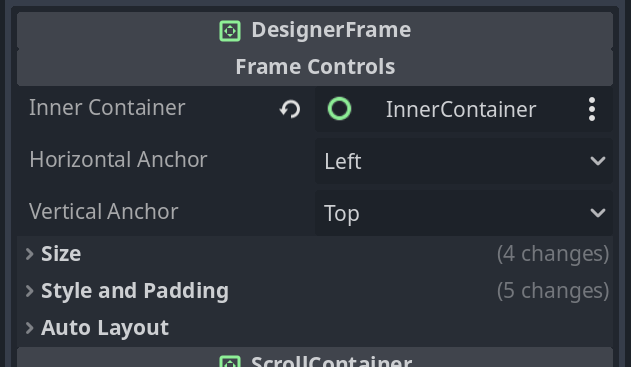 DesignerFrame
Frame Controls
Inner Container InnerContainer
Horizontal Anchor Left
Vertical Anchor Top
Size (4 changes)
Style and Padding (5 changes)
Auto Layout
ScrollContainer